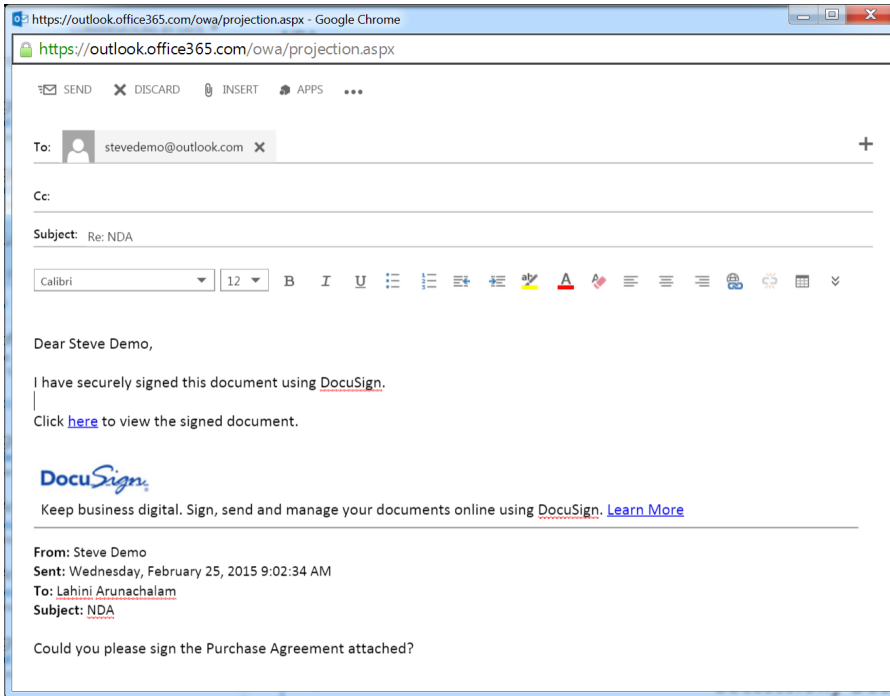 https://outlook.office365.com/owa/projection.aspx - Google Chrome
https://outlook.office365.com/owa/projection.aspx
SEND DISCARD INSERT APPS
To: stevedemo@outlook.com
Cc:
Subject: Re: NDA
Calibri 12 B I U
Dear Steve Demo,
I have securely signed this document using DocuSign.
Click here to view the signed document.
DocuSign
Keep business digital. Sign, send and manage your documents online using DocuSign. Learn More
From: Steve Demo
Sent: Wednesday, February 25, 2015 9:02:34 AM
To: Lahini Arunachalam
Subject: NDA
Could you please sign the Purchase Agreement attached?